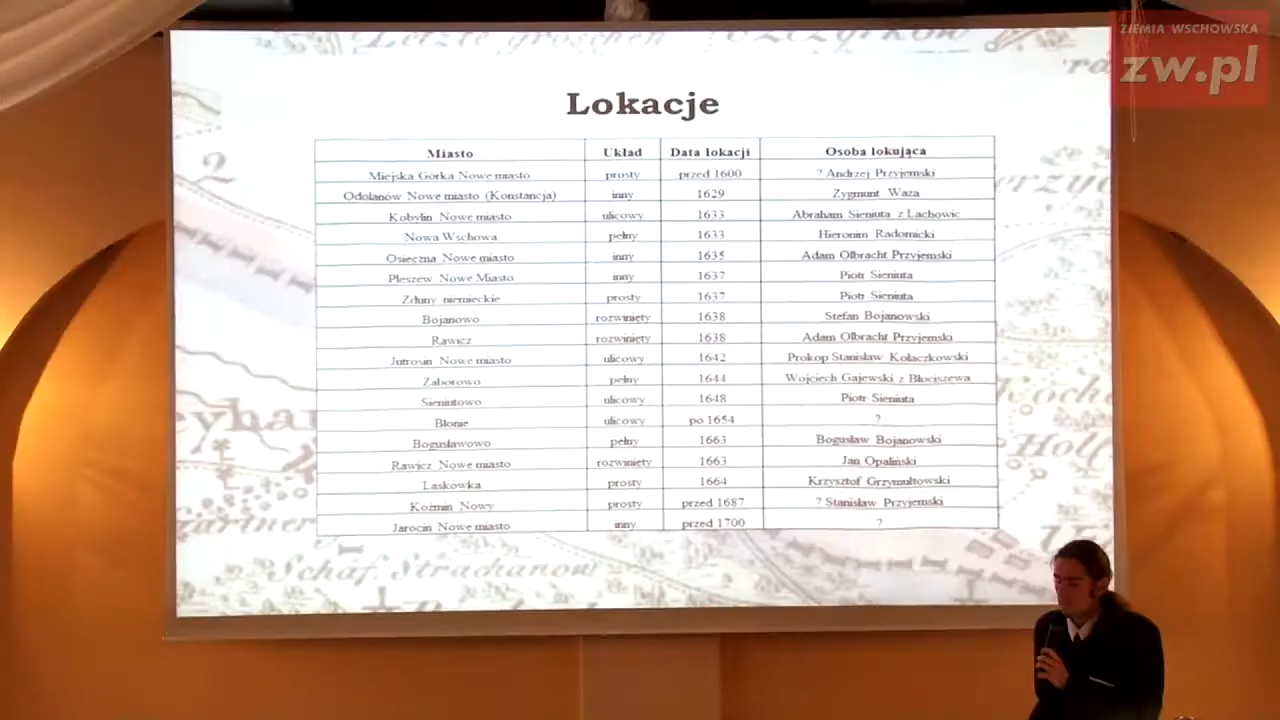 ZIEMIA WSCHOWSKA
zw.pl
Letzte groschen
Lokacje
Miasto Układ Data lokacji Osoba lokująca
Miejska Górka Nowe miasto prosty przed 1600 ? Andrzej Przyjemski
Odolanów Nowe miasto (Konstancja) inny 1629 Zygmunt Waza
Kobylin Nowe miasto ulicowy 1633 Abraham Sieniuta z Lachowic
Nowa Wschowa pełny 1633 Hieronim Radomicki
Osieczna Nowe miasto inny 1635 Adam Olbracht Przyjemski
Pleszew Nowe Miasto inny 1637 Piotr Sieniuta
Zduny niemieckie prosty 1637 Piotr Sieniuta
Bojanowo rozwinięty 1638 Stefan Bojanowski
Rawicz rozwinięty 1638 Adam Olbracht Przyjemski
Jutrosin Nowe miasto ulicowy 1642 Prokop Stanisław Kołaczkowski
Zaborowo pełny 1644 Wojciech Gajewski z Błociszewa
Sieniutowo ulicowy 1648 Piotr Sieniuta
Błonie ulicowy po 1654 ?
Bogusławowo pełny 1663 Bogusław Bojanowski
Rawicz Nowe miasto rozwinięty 1663 Jan Opaliński
Laskówka prosty 1664 Krzysztof Grzymułtowski
Koźmin Nowy prosty przed 1687 ? Stanisław Przyjemski
Jarocin Nowe miasto inny przed 1700 ?
2
Schaf. Strachanow